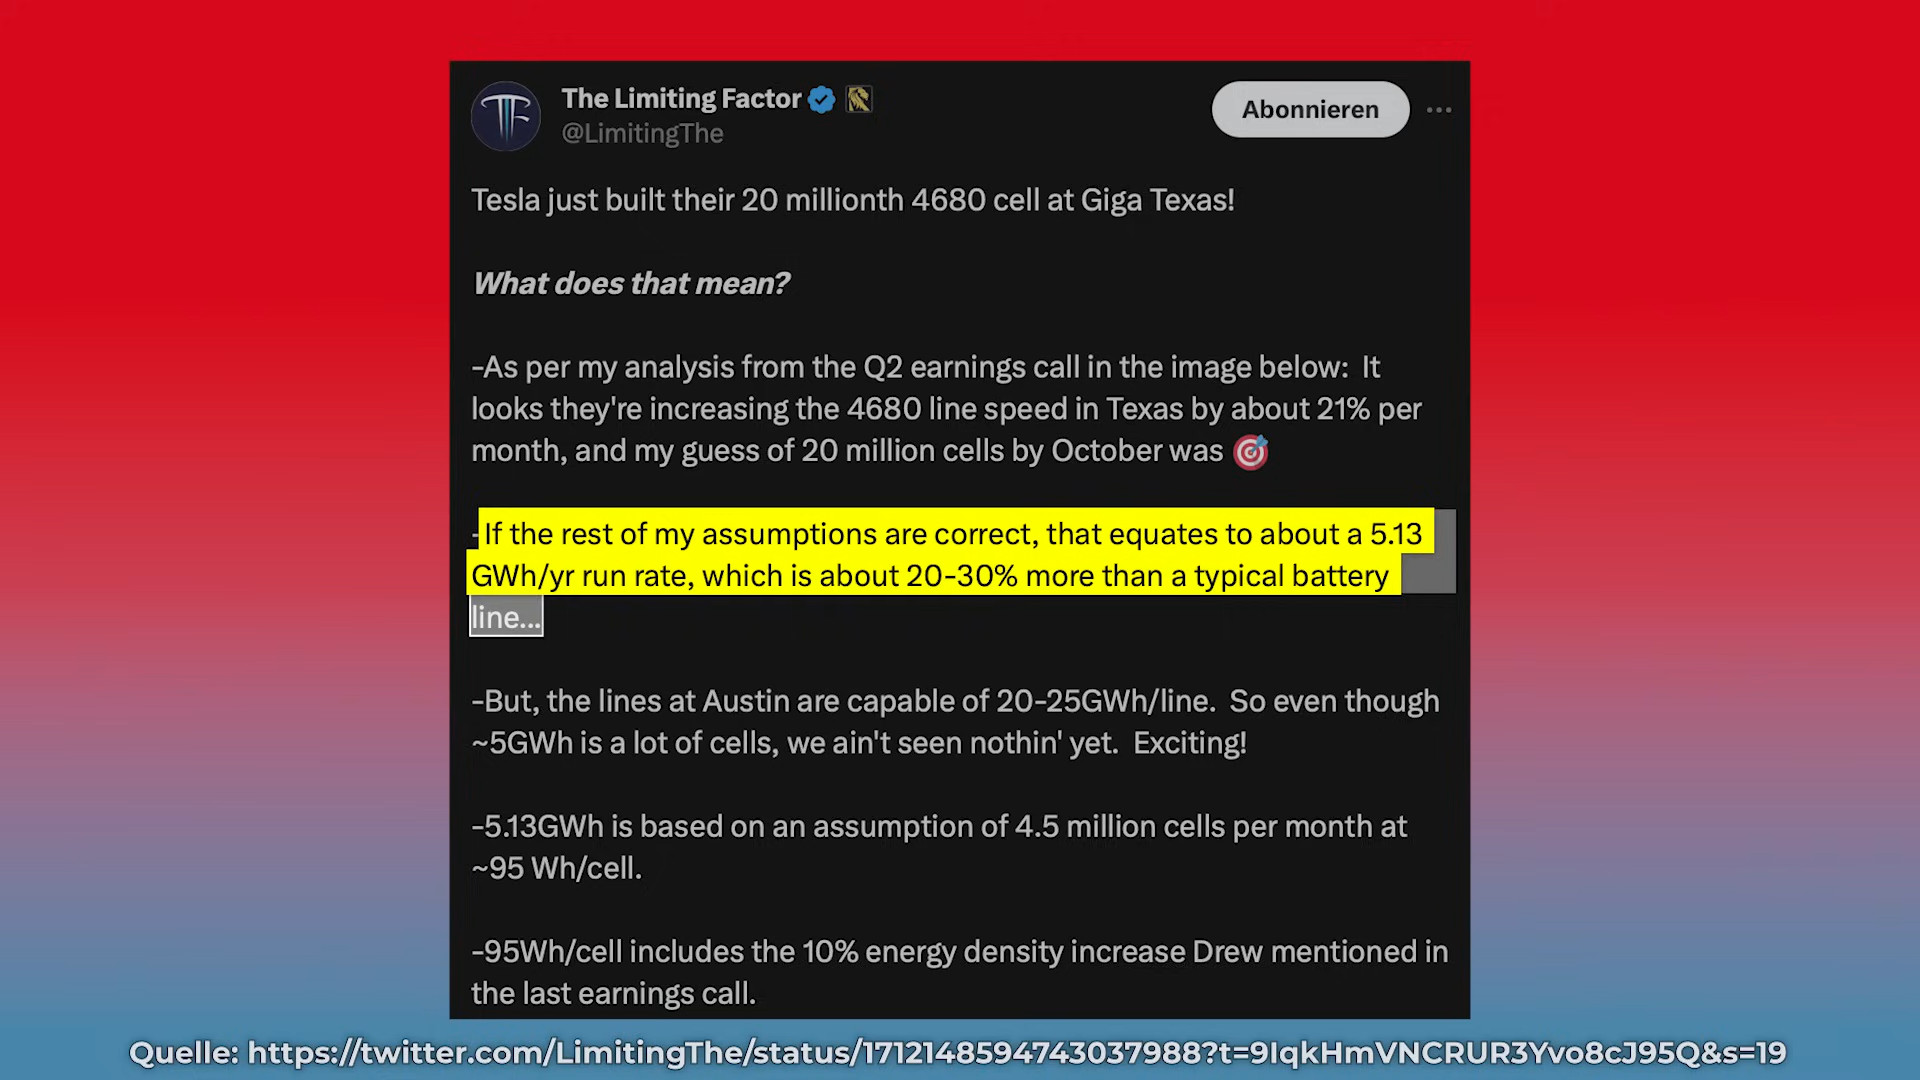 The Limiting Factor
@LimitingThe
Abonnieren
Tesla just built their 20 millionth 4680 cell at Giga Texas!
What does that mean?
-As per my analysis from the Q2 earnings call in the image below:  It
looks they're increasing the 4680 line speed in Texas by about 21% per
month, and my guess of 20 million cells by October was 🎯
-If the rest of my assumptions are correct, that equates to about a 5.13
GWh/yr run rate, which is about 20-30% more than a typical battery
line...
-But, the lines at Austin are capable of 20-25GWh/line.  So even though
~5GWh is a lot of cells, we ain't seen nothin' yet.  Exciting!
-5.13GWh is based on an assumption of 4.5 million cells per month at
~95 Wh/cell.
-95Wh/cell includes the 10% energy density increase Drew mentioned in
the last earnings call.
Quelle: https://twitter.com/LimitingThe/status/1712148594743037988?t=9IqkHmVNCRUR3Yvo8cJ95Q&s=19